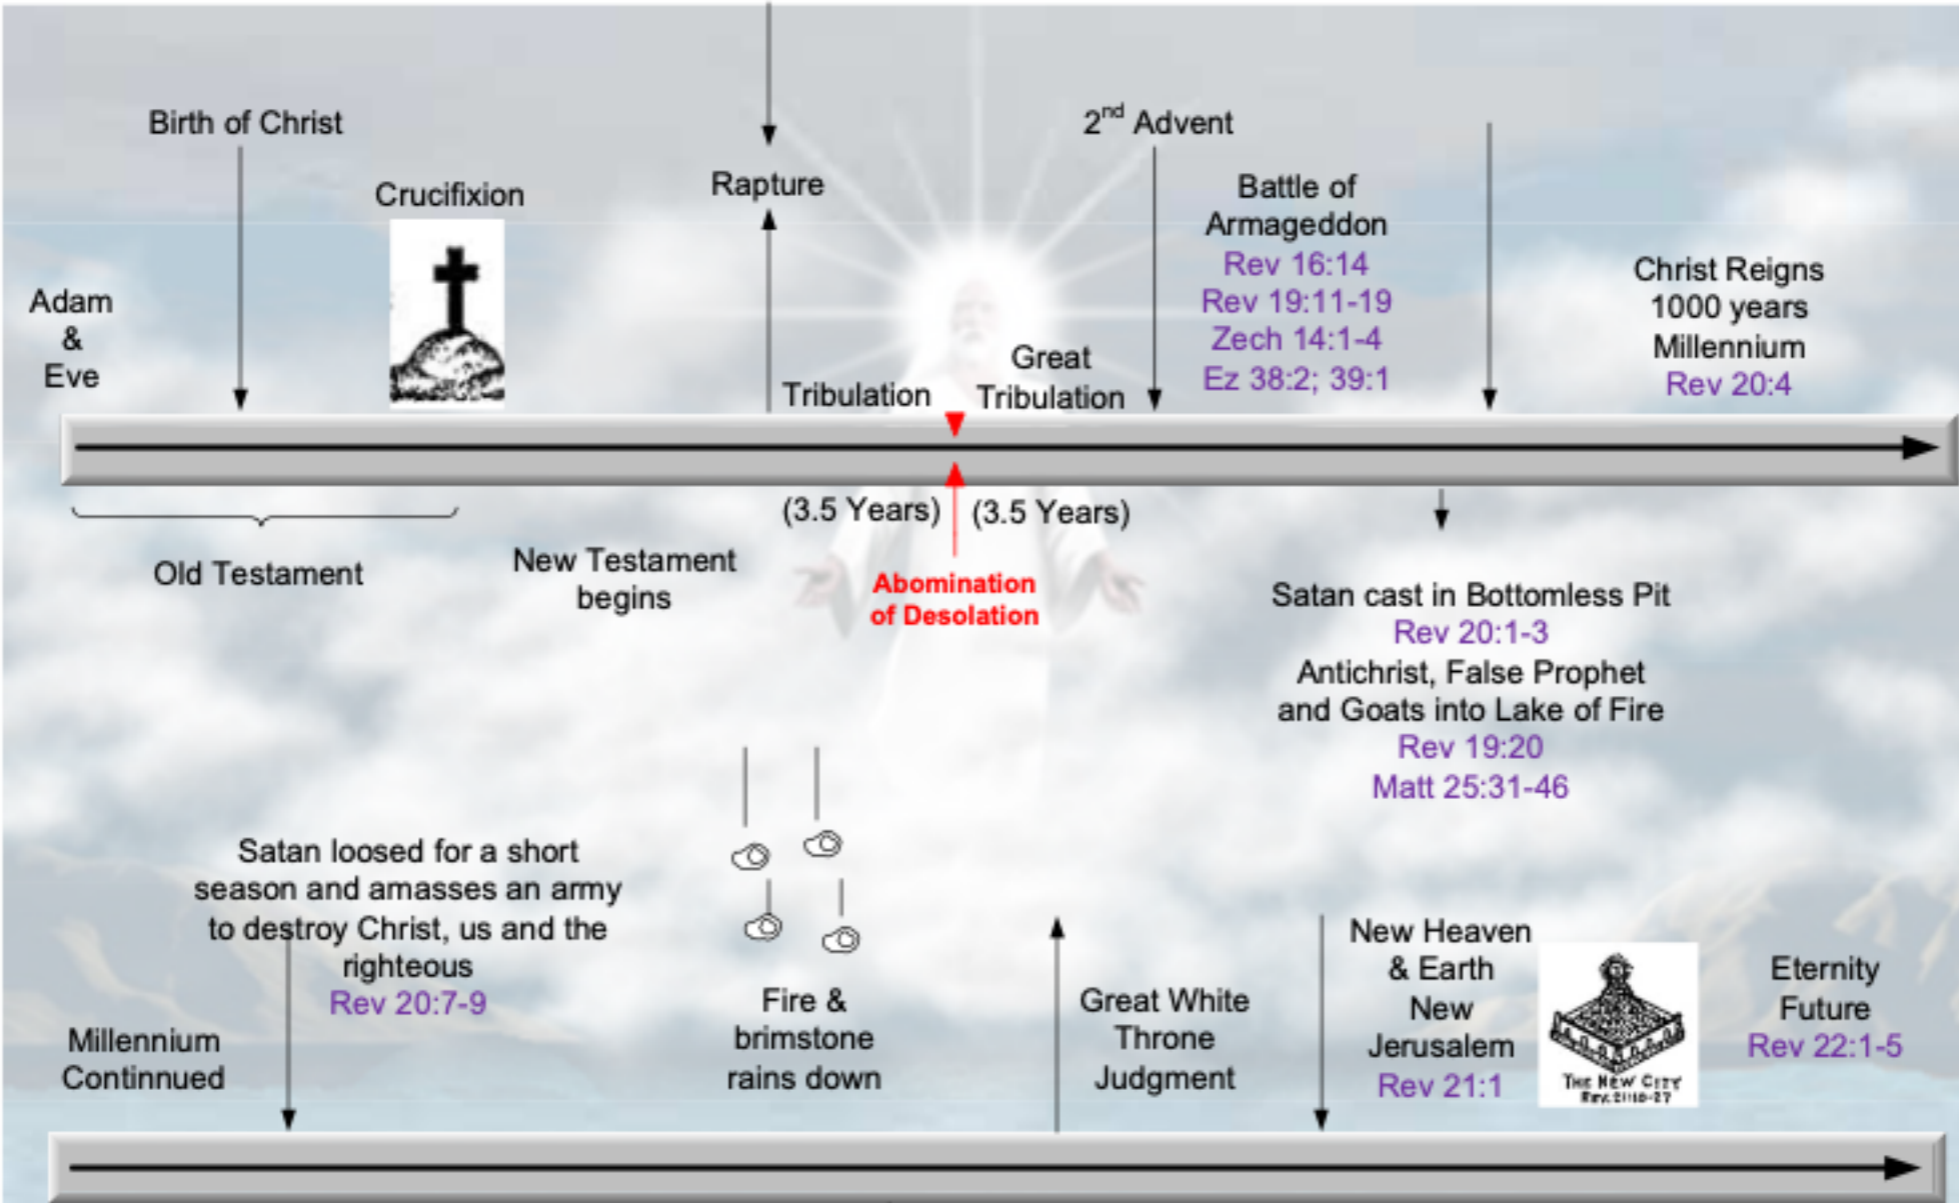 Birth of Christ
Crucifixion
Adam
&
Eve
Rapture
Tribulation
Great
Tribulation
2nd Advent
Battle of
Armageddon
Rev 16:14
Rev 19:11-19
Zech 14:1-4
Ez 38:2; 39:1
Christ Reigns
1000 years
Millennium
Rev 20:4
Old Testament
New Testament
begins
(3.5 Years)
(3.5 Years)
Abomination
of Desolation
Satan cast in Bottomless Pit
Rev 20:1-3
Antichrist, False Prophet
and Goats into Lake of Fire
Rev 19:20
Matt 25:31-46
Millennium
Continnued
Satan loosed for a short
season and amasses an army
to destroy Christ, us and the
righteous
Rev 20:7-9
Fire &
brimstone
rains down
Great White
Throne
Judgment
New Heaven
& Earth
New
Jerusalem
Rev 21:1
THE NEW CITY
Rev. 21:10-27
Eternity
Future
Rev 22:1-5